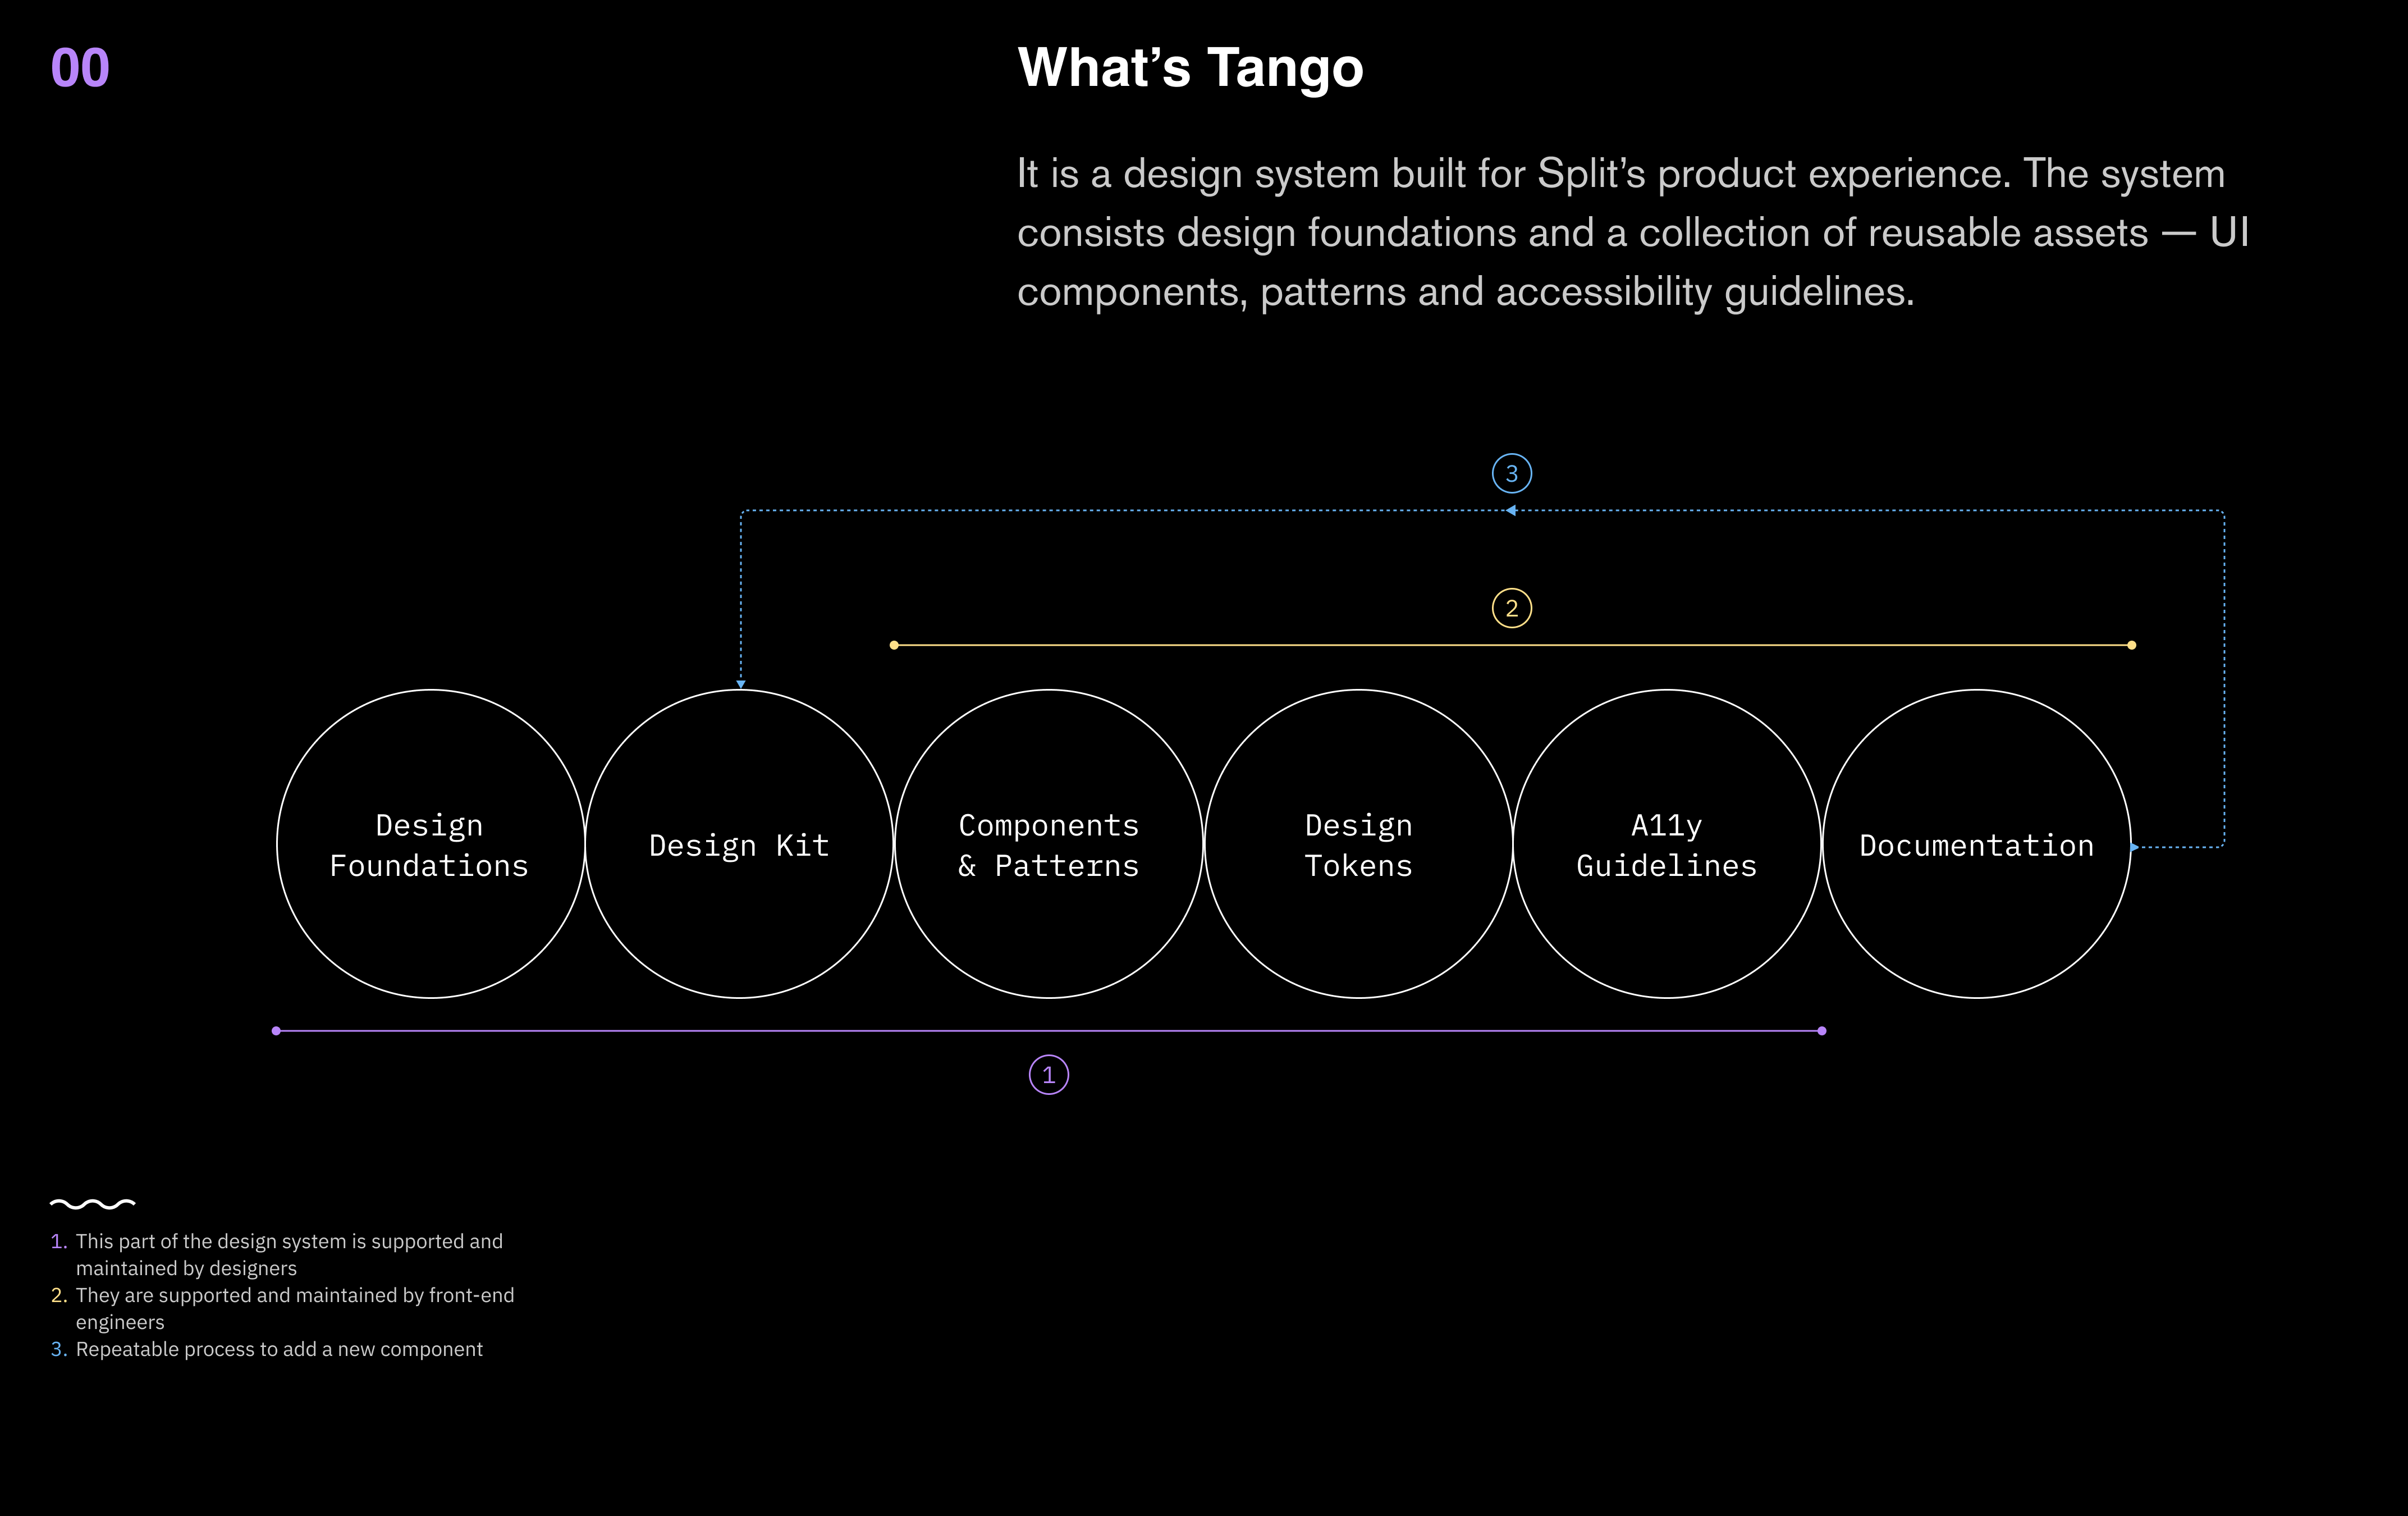 00
What’s Tango
It is a design system built for Split’s product experience. The system
consists design foundations and a collection of reusable assets — UI
components, patterns and accessibility guidelines.
3
2
Design
Foundations
Design Kit
Components
& Patterns
Design
Tokens
A11y
Guidelines
Documentation
1
1. This part of the design system is supported and
maintained by designers
2. They are supported and maintained by front-end
engineers
3. Repeatable process to add a new component